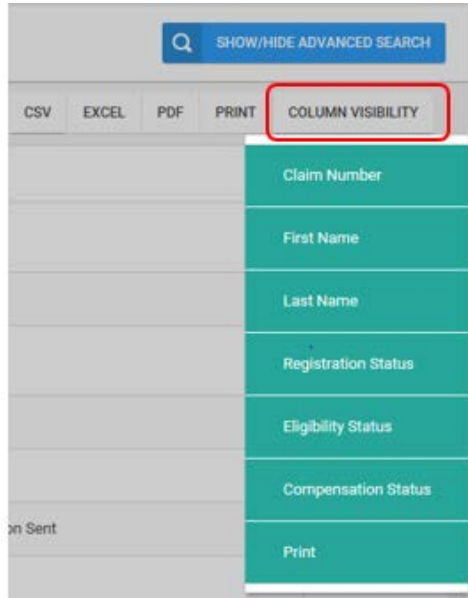 SHOW/HIDE ADVANCED SEARCH
CSV EXCEL PDF PRINT COLUMN VISIBILITY
Claim Number
First Name
Last Name
Registration Status
Eligibility Status
Compensation Status
on Sent
Print